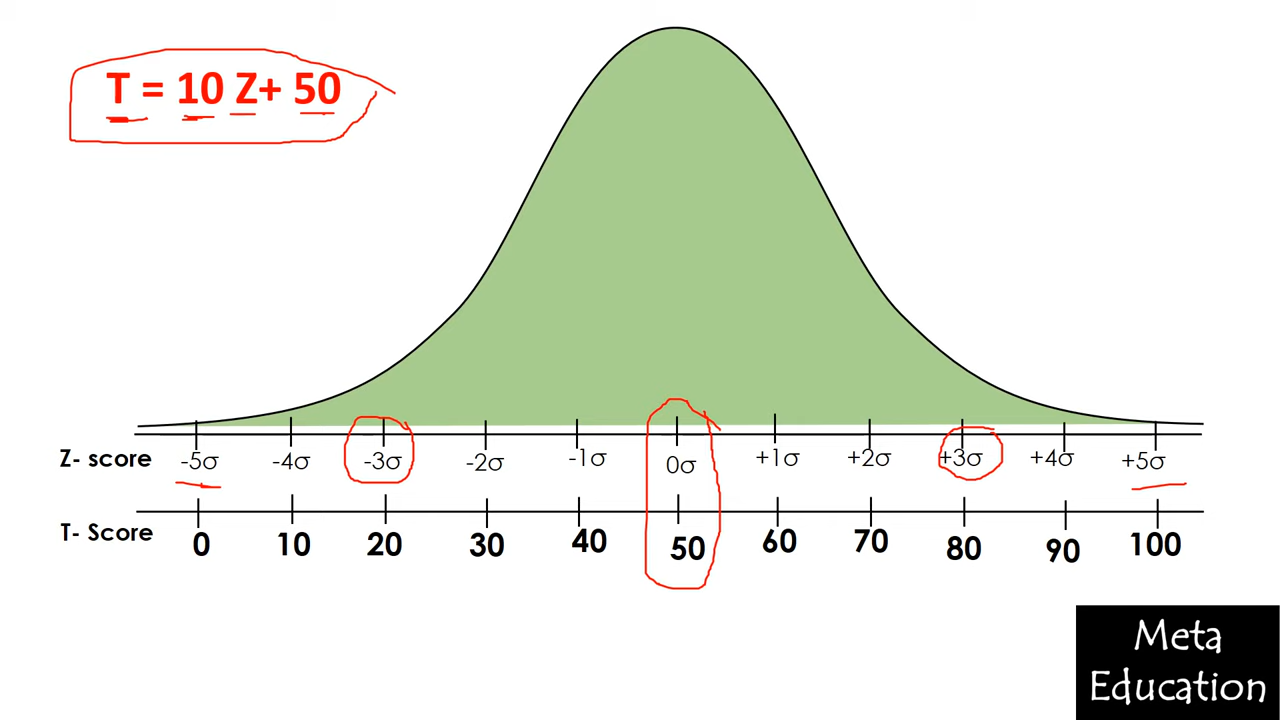 T = 10 Z+ 50
Z- score -5σ -4σ -3σ -2σ -1σ 0σ +1σ +2σ +3σ +4σ +5σ
T- Score 0 10 20 30 40 50 60 70 80 90 100
Meta
Education